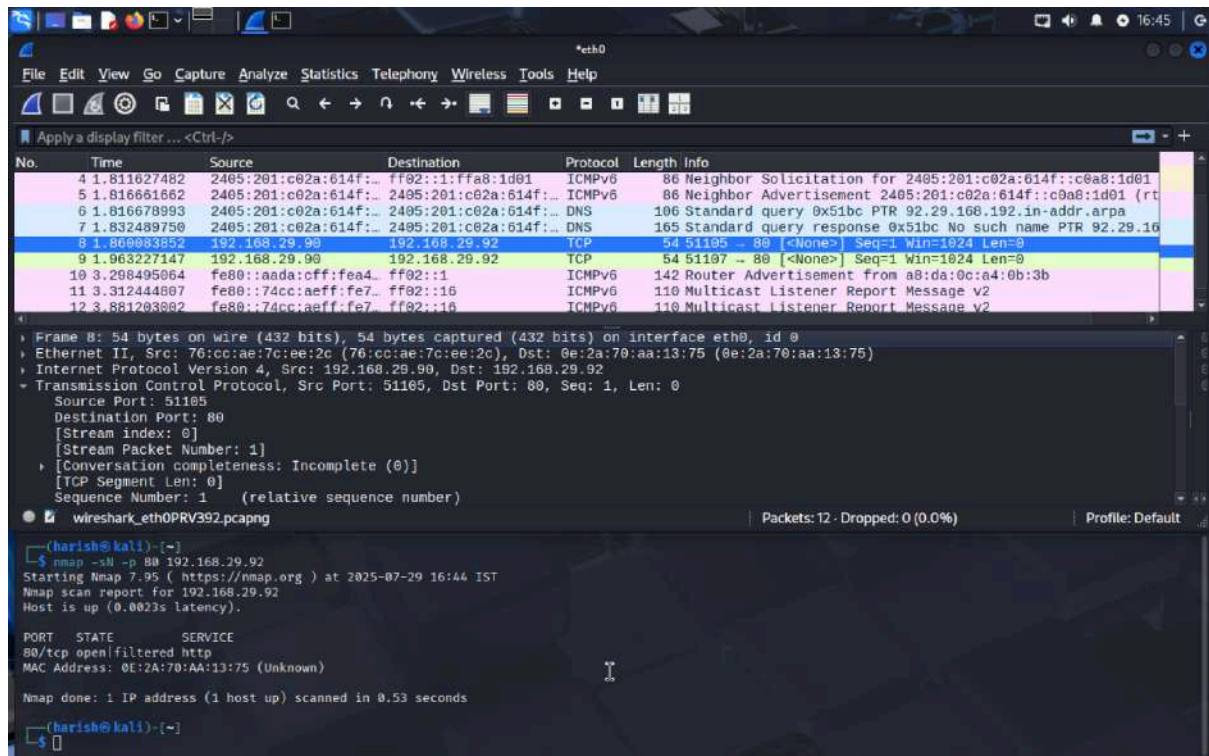 16:45
*eth0
File Edit View Go Capture Analyze Statistics Telephony Wireless Tools Help
Apply a display filter ... <Ctrl-/>
No. Time Source Destination Protocol Length Info
4 1.811627482 2405:201:c02a:614f:… ff02::1:ffa8:1d01 ICMPv6 86 Neighbor Solicitation for 2405:201:c02a:614f::c0a8:1d01
5 1.816661662 2405:201:c02a:614f:… 2405:201:c02a:614f:… ICMPv6 86 Neighbor Advertisement 2405:201:c02a:614f::c0a8:1d01 (rt
6 1.816678993 2405:201:c02a:614f:… 2405:201:c02a:614f:… DNS 106 Standard query 0x51bc PTR 92.29.168.192.in-addr.arpa
7 1.832489750 2405:201:c02a:614f:… 2405:201:c02a:614f:… DNS 165 Standard query response 0x51bc No such name PTR 92.29.16
8 1.860083852 192.168.29.90 192.168.29.92 TCP 54 51105 → 80 [<None>] Seq=1 Win=1024 Len=0
9 1.963227147 192.168.29.90 192.168.29.92 TCP 54 51107 → 80 [<None>] Seq=1 Win=1024 Len=0
10 3.298495064 fe80::aada:cff:fea4… ff02::1 ICMPv6 142 Router Advertisement from a8:da:0c:a4:0b:3b
11 3.312444807 fe80::74cc:aeff:fe7… ff02::16 ICMPv6 110 Multicast Listener Report Message v2
12 3.881203002 fe80::74cc:aeff:fe7… ff02::16 ICMPv6 110 Multicast Listener Report Message v2
Frame 8: 54 bytes on wire (432 bits), 54 bytes captured (432 bits) on interface eth0, id 0
Ethernet II, Src: 76:cc:ae:7c:ee:2c (76:cc:ae:7c:ee:2c), Dst: 0e:2a:70:aa:13:75 (0e:2a:70:aa:13:75)
Internet Protocol Version 4, Src: 192.168.29.90, Dst: 192.168.29.92
Transmission Control Protocol, Src Port: 51105, Dst Port: 80, Seq: 1, Len: 0
Source Port: 51105
Destination Port: 80
[Stream index: 0]
[Stream Packet Number: 1]
[Conversation completeness: Incomplete (0)]
[TCP Segment Len: 0]
Sequence Number: 1 (relative sequence number)
wireshark_eth0PRV392.pcapng Packets: 12 · Dropped: 0 (0.0%) Profile: Default
(harish㉿kali)-[~]
$ nmap -sN -p 80 192.168.29.92
Starting Nmap 7.95 ( https://nmap.org ) at 2025-07-29 16:44 IST
Nmap scan report for 192.168.29.92
Host is up (0.0023s latency).
PORT STATE SERVICE
80/tcp open|filtered http
MAC Address: 0E:2A:70:AA:13:75 (Unknown)
Nmap done: 1 IP address (1 host up) scanned in 0.53 seconds
(harish㉿kali)-[~]
$